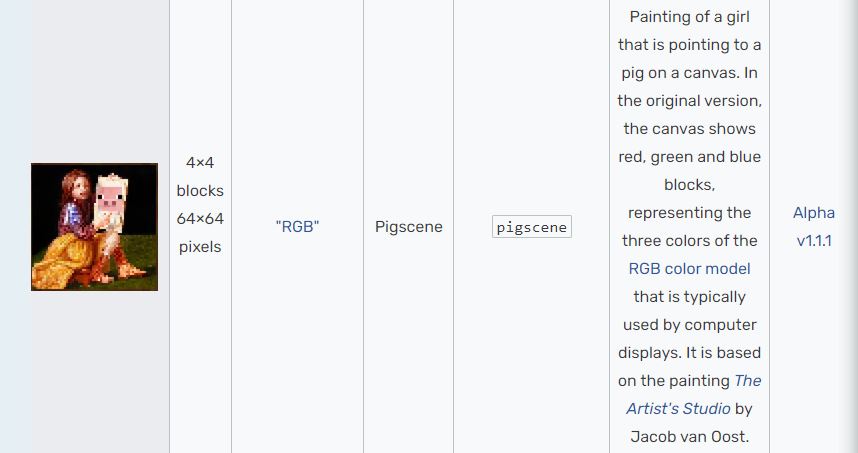 4×4
blocks
64×64
pixels
"RGB"
Pigscene
pigscene
Painting of a girl
that is pointing to a
pig on a canvas. In
the original version,
the canvas shows
red, green and blue
blocks,
representing the
three colors of the
RGB color model
that is typically
used by computer
displays. It is based
on the painting The
Artist's Studio by
Jacob van Oost.
Alpha
v1.1.1